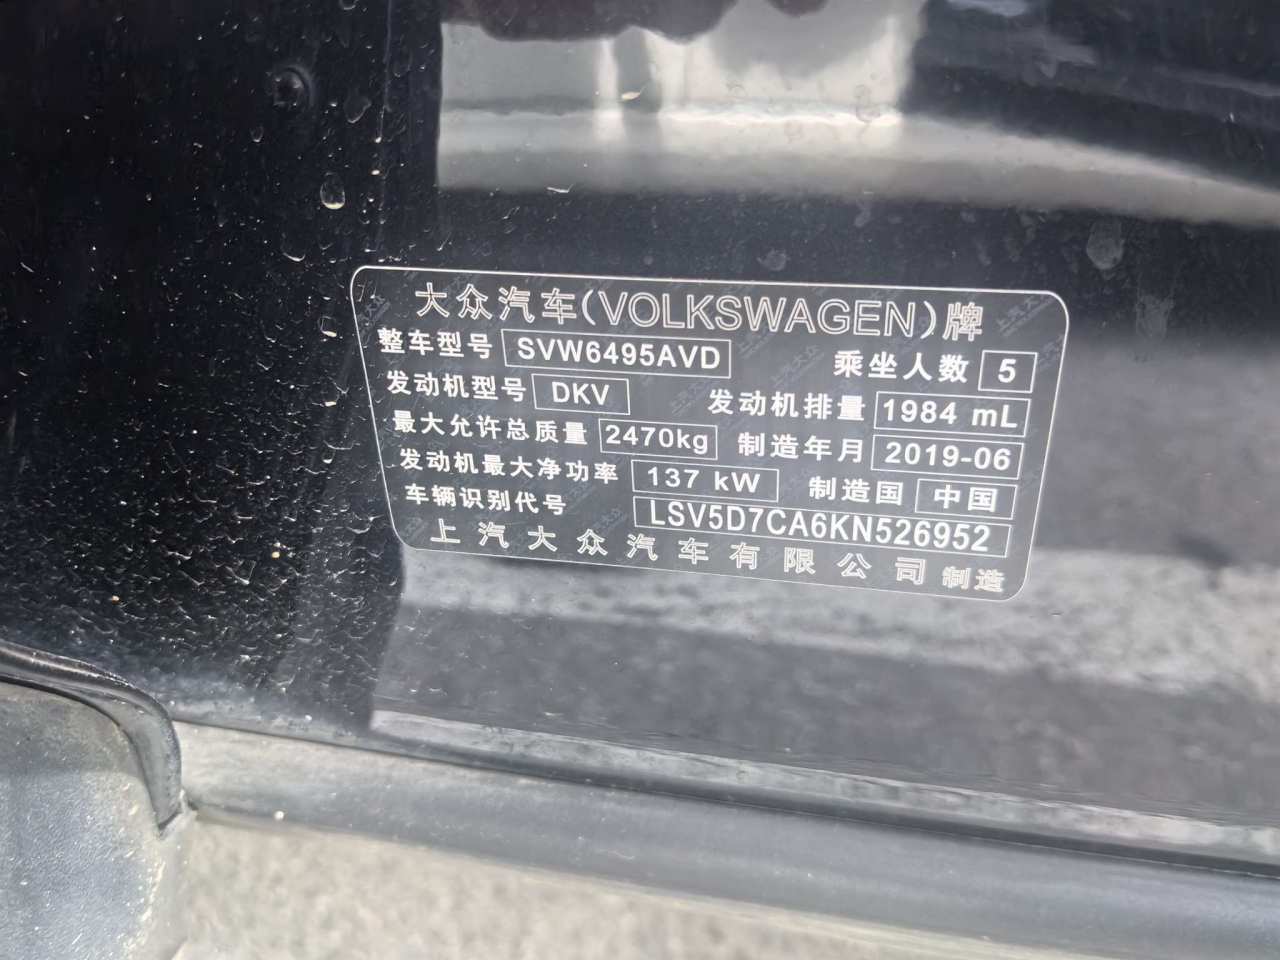 大众汽车(VOLKSWAGEN)牌
整车型号 SVW6495AVD 乘坐人数 5
发动机型号 DKV 发动机排量 1984 mL
最大允许总质量 2470kg 制造年月 2019-06
发动机最大净功率 137 kW 制造国 中国
车辆识别代号 LSV5D7CA6KN526952
上汽大众汽车有限公司 制造